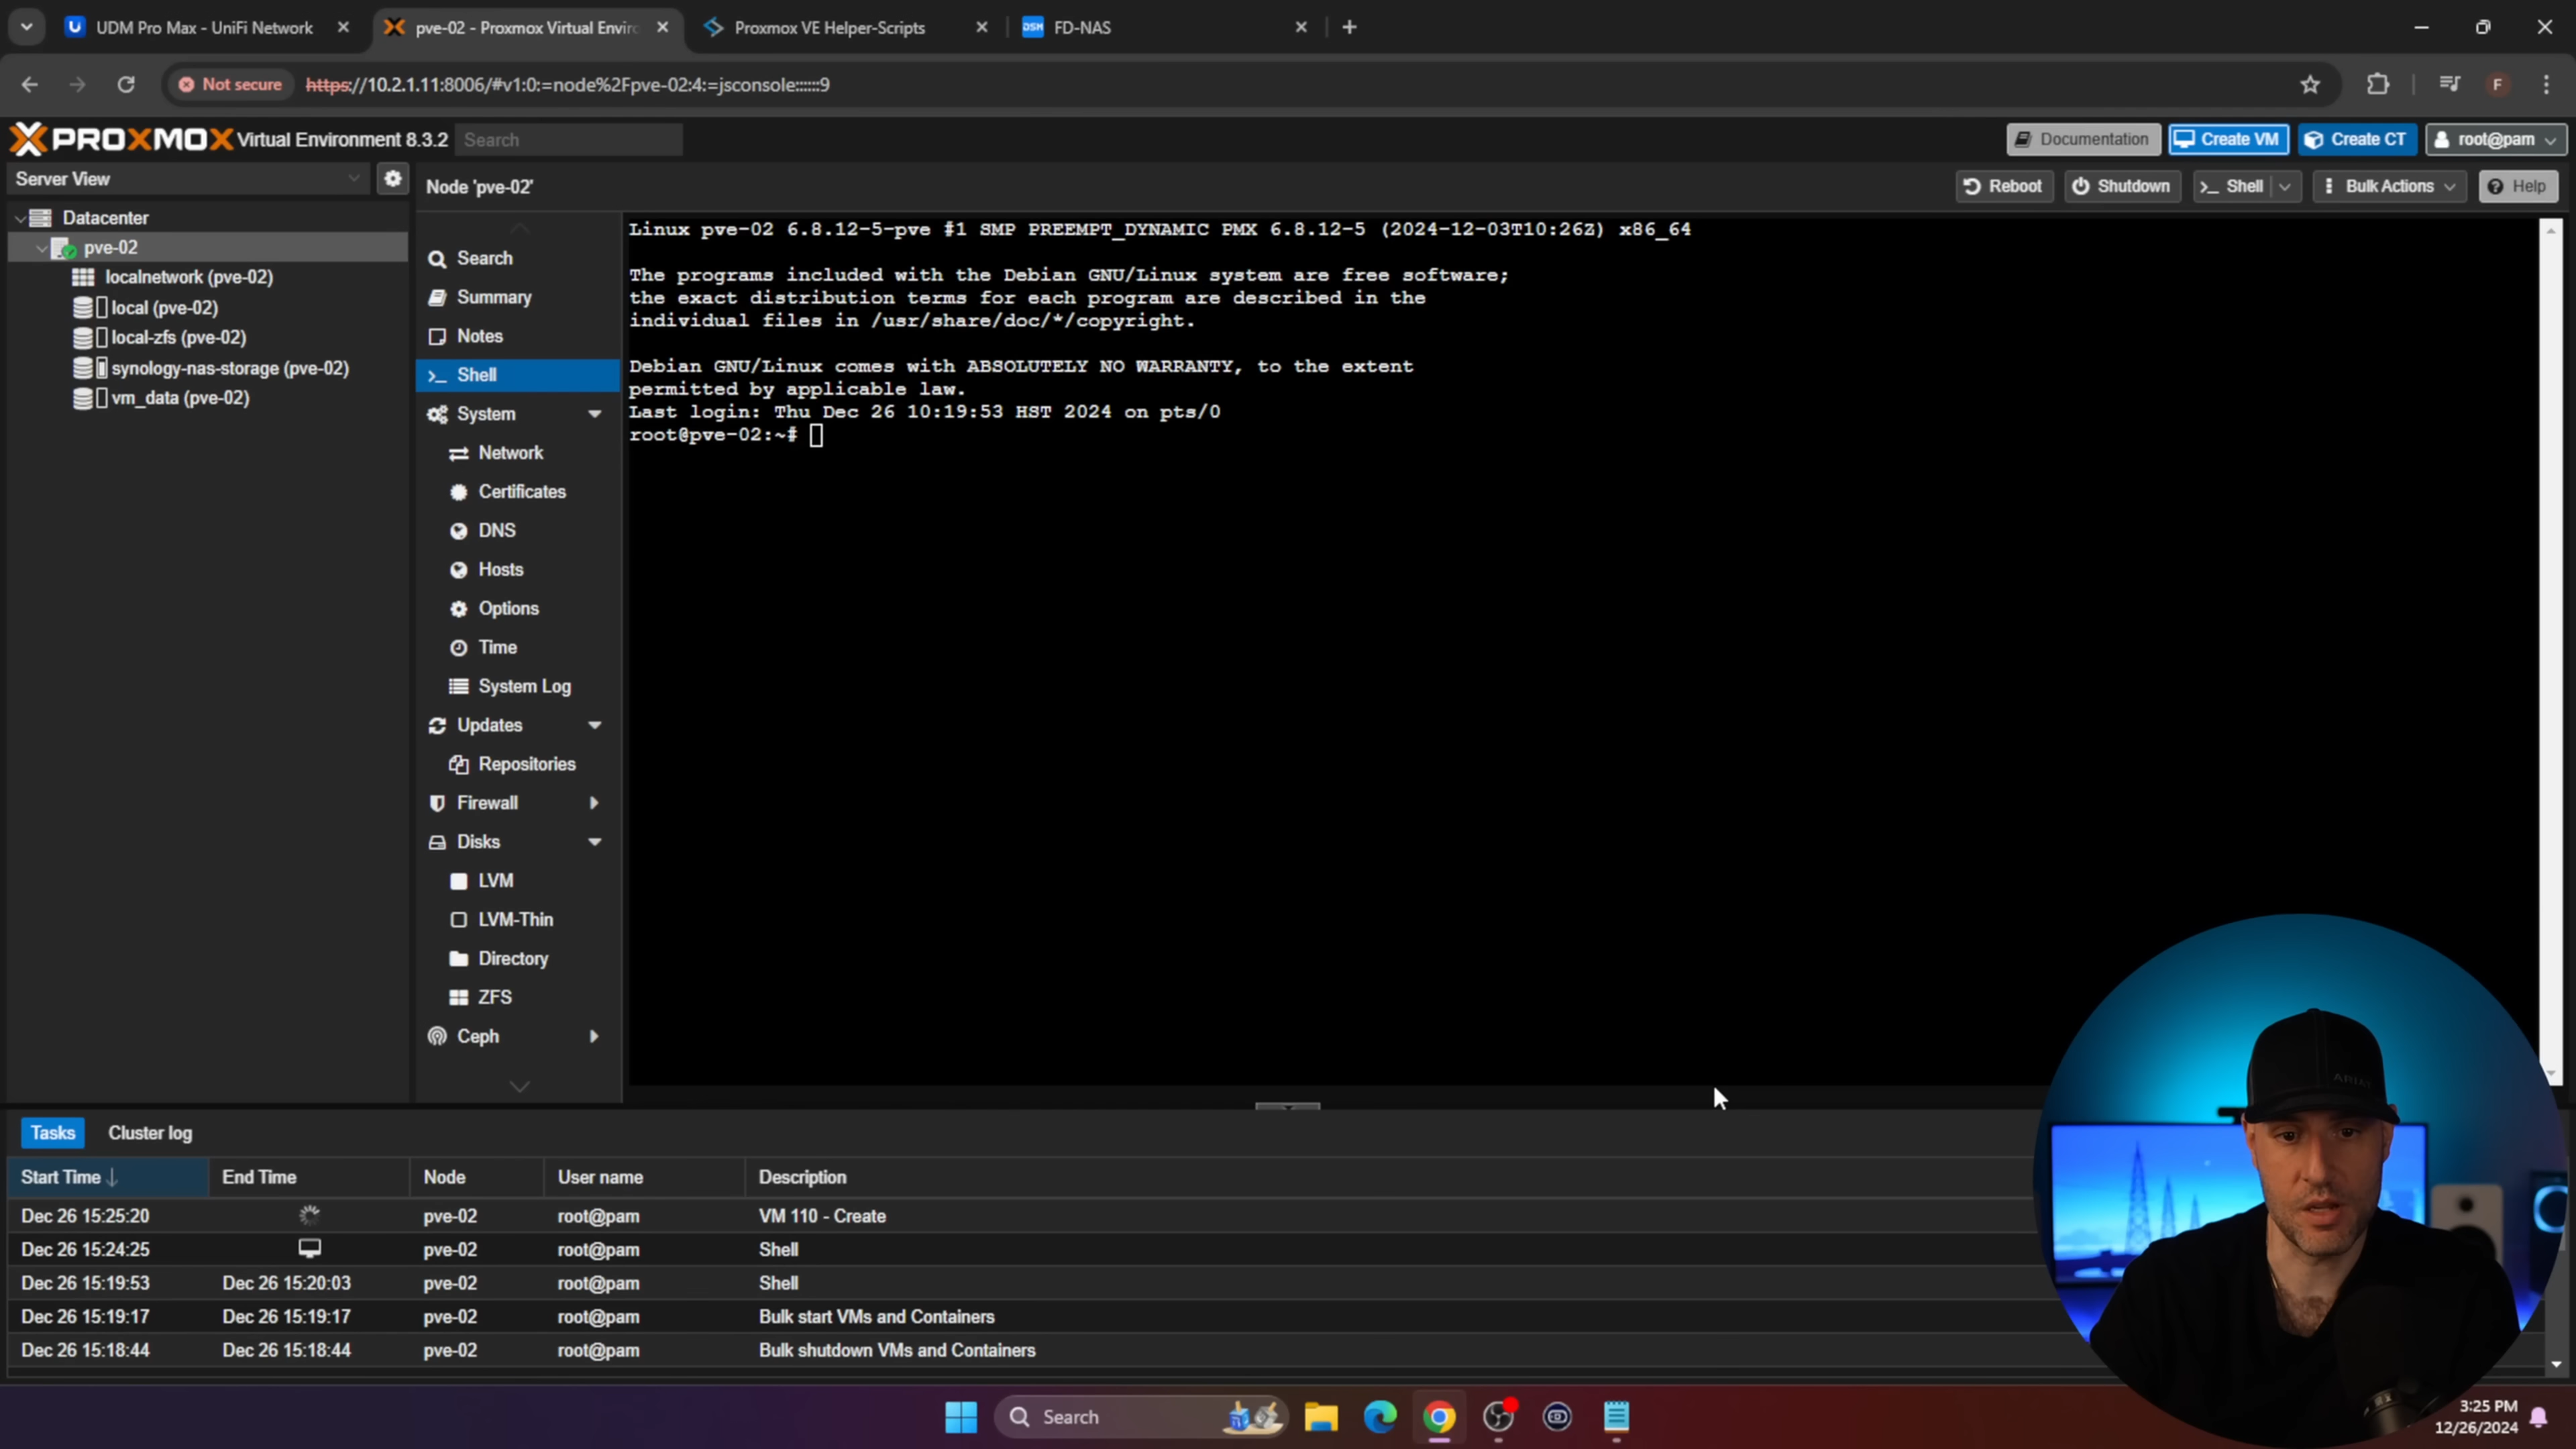 UDM Pro Max - UniFi Network
pve-02 - Proxmox Virtual Enviro
Proxmox VE Helper-Scripts
DSM FD-NAS
Not secure https://10.2.1.11:8006/#v1:0:=node%2Fpve-02:4:=jsconsole::::::9
F
PROXMOX Virtual Environment 8.3.2 Search
Documentation Create VM Create CT root@pam
Server View
Node 'pve-02'
Reboot Shutdown Shell Bulk Actions Help
Datacenter
pve-02
localnetwork (pve-02)
local (pve-02)
local-zfs (pve-02)
synology-nas-storage (pve-02)
vm_data (pve-02)
Search
Summary
Notes
Shell
System
Network
Certificates
DNS
Hosts
Options
Time
System Log
Updates
Repositories
Firewall
Disks
LVM
LVM-Thin
Directory
ZFS
Ceph
Linux pve-02 6.8.12-5-pve #1 SMP PREEMPT_DYNAMIC PMX 6.8.12-5 (2024-12-03T10:26Z) x86_64
The programs included with the Debian GNU/Linux system are free software;
the exact distribution terms for each program are described in the
individual files in /usr/share/doc/*/copyright.
Debian GNU/Linux comes with ABSOLUTELY NO WARRANTY, to the extent
permitted by applicable law.
Last login: Thu Dec 26 10:19:53 HST 2024 on pts/0
root@pve-02:~#
Tasks Cluster log
Start Time End Time Node User name Description
Dec 26 15:25:20 pve-02 root@pam VM 110 - Create
Dec 26 15:24:25 pve-02 root@pam Shell
Dec 26 15:19:53 Dec 26 15:20:03 pve-02 root@pam Shell
Dec 26 15:19:17 Dec 26 15:19:17 pve-02 root@pam Bulk start VMs and Containers
Dec 26 15:18:44 Dec 26 15:18:44 pve-02 root@pam Bulk shutdown VMs and Containers
Search
3:25 PM
12/26/2024